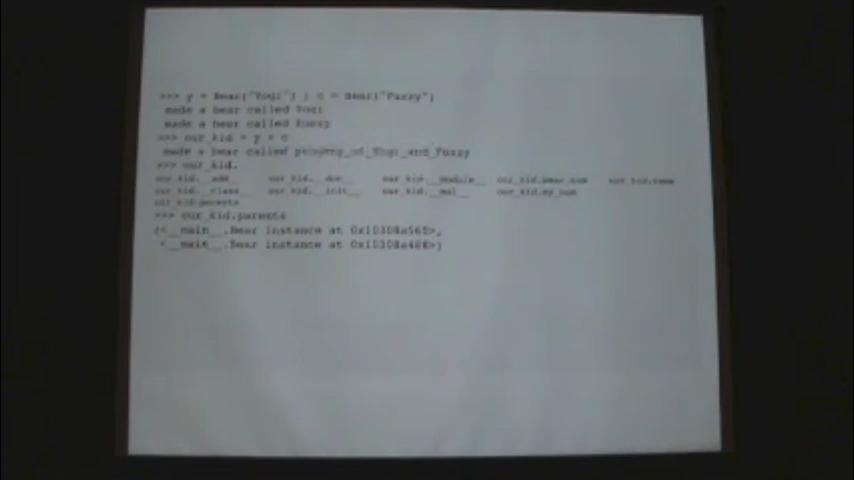 >>> y = Bear("Yogi") ; c = Bear("Fuzzy")
made a bear called Yogi
made a bear called Fuzzy
>>> our_kid = y + c
made a bear called progeny_of_Yogi_and_Fuzzy
>>> our_kid.
our_kid.__add__ our_kid.__doc__ our_kid.__module__ our_kid.bear_num our_kid.name
our_kid.__class__ our_kid.__init__ our_kid.__mul__ our_kid.my_num
our_kid.parents
>>> our_kid.parents
(<__main__.Bear instance at
<__main__.Bear instance at